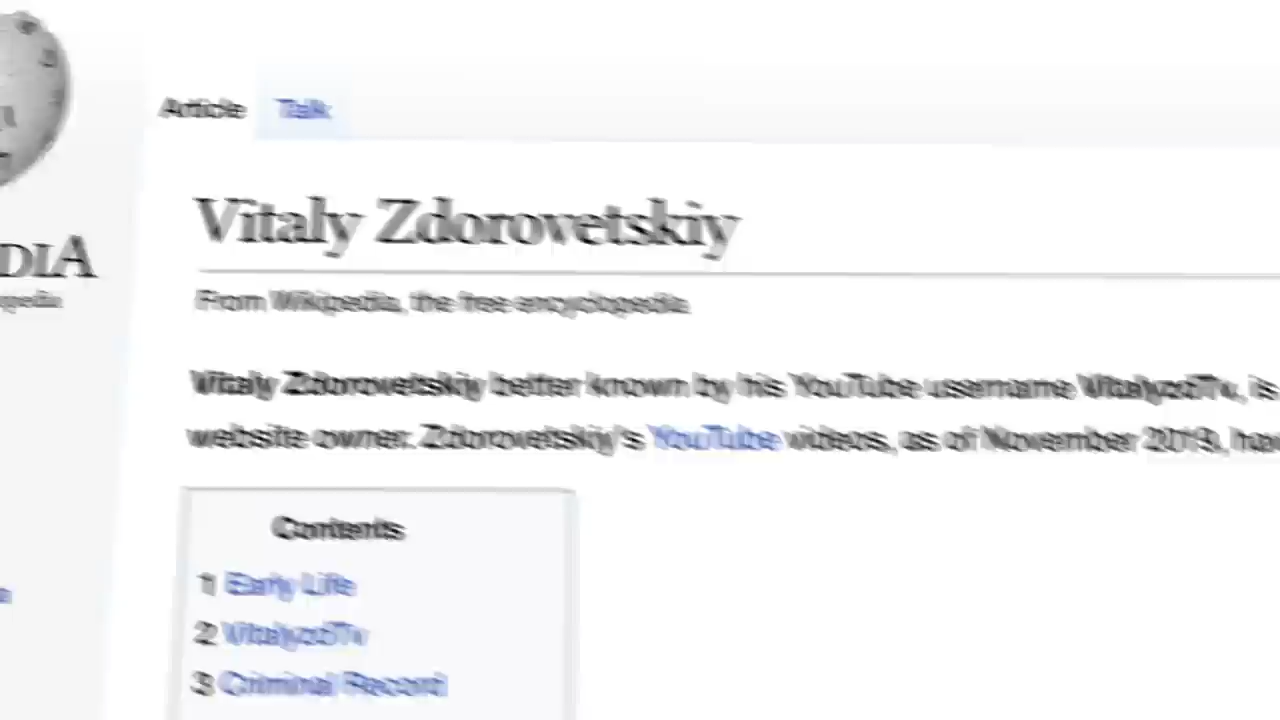 Article Talk
DIA
Vitaly Zdorovetskiy
From Wikipedia, the free encyclopedia
Vitaly Zdorovetskiy better known by his YouTube username VitalyzdTv, is
website owner. Zdorovetskiy's YouTube videos, as of November 2019,
Contents
1 Early Life
2 VitalyzdTv
3 Criminal Record